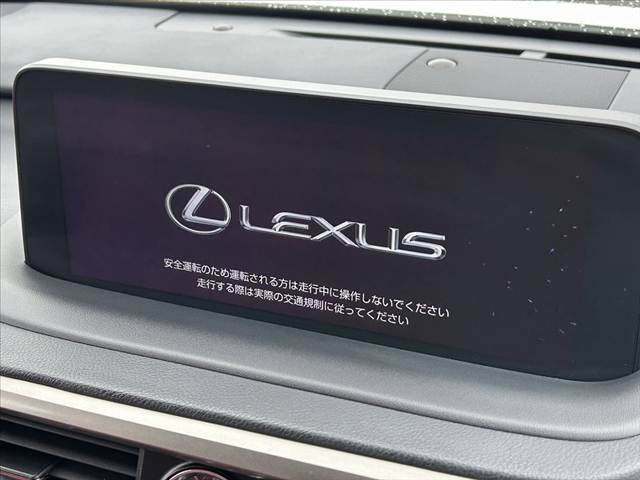 LEXUS
安全運転のため運転される方は走行中に操作しないでください
走行する際は実際の交通規制に従ってください